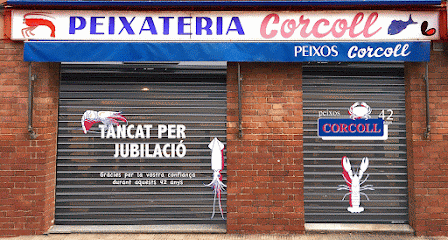 PEIXATERIA Corcoll
PEIXOS Corcoll
TANCAT PER
JUBILACIÓ
Gràcies per la vostra confiança
durant aquests 42 anys
peixos
42
CORCOLL